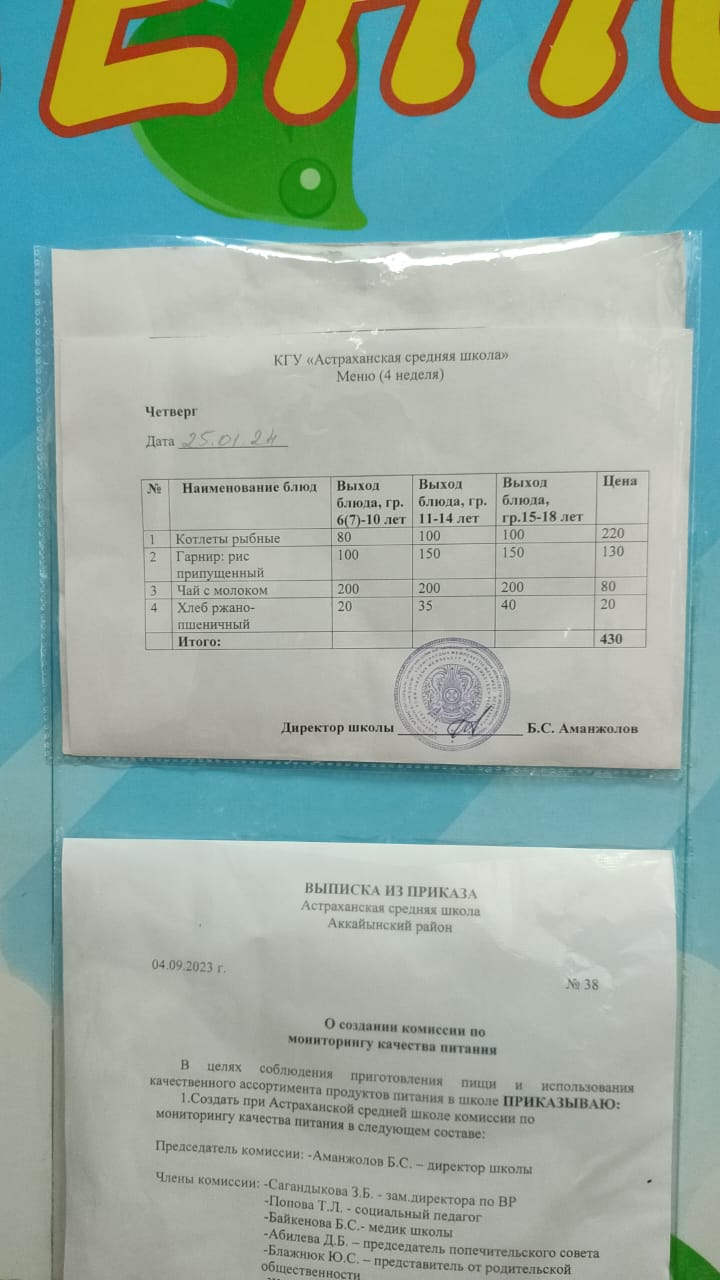 ЕНЮ
КГУ «Астраханская средняя школа»
Меню (4 неделя)
Четверг
Дата 25.01.24
№ Наименование блюд Выход блюда, гр. 6(7)-10 лет Выход блюда, гр. 11-14 лет Выход блюда, гр.15-18 лет Цена
1 Котлеты рыбные 80 100 100 220
2 Гарнир: рис припущенный 100 150 150 130
3 Чай с молоком 200 200 200 80
4 Хлеб ржано-пшеничный 20 35 40 20
Итого: 430
Директор школы Б.С. Аманжолов
ВЫПИСКА ИЗ ПРИКАЗА
Астраханская средняя школа
Аккайынский район
04.09.2023 г.
№ 38
О создании комиссии по
мониторингу качества питания
В целях соблюдения приготовления пищи и использования
качественного ассортимента продуктов питания в школе ПРИКАЗЫВАЮ:
1.Создать при Астраханской средней школе комиссии по
мониторингу качества питания в следующем составе:
Председатель комиссии: -Аманжолов Б.С. – директор школы
Члены комиссии: -Сагандыкова З.Б. - зам.директора по ВР
-Попова Т.Л. - социальный педагог
-Байкенова Б.С.- медик школы
-Абилева Д.Б. – председатель попечительского совета
-Блажнюк Ю.С. – представитель от родительской
общественности